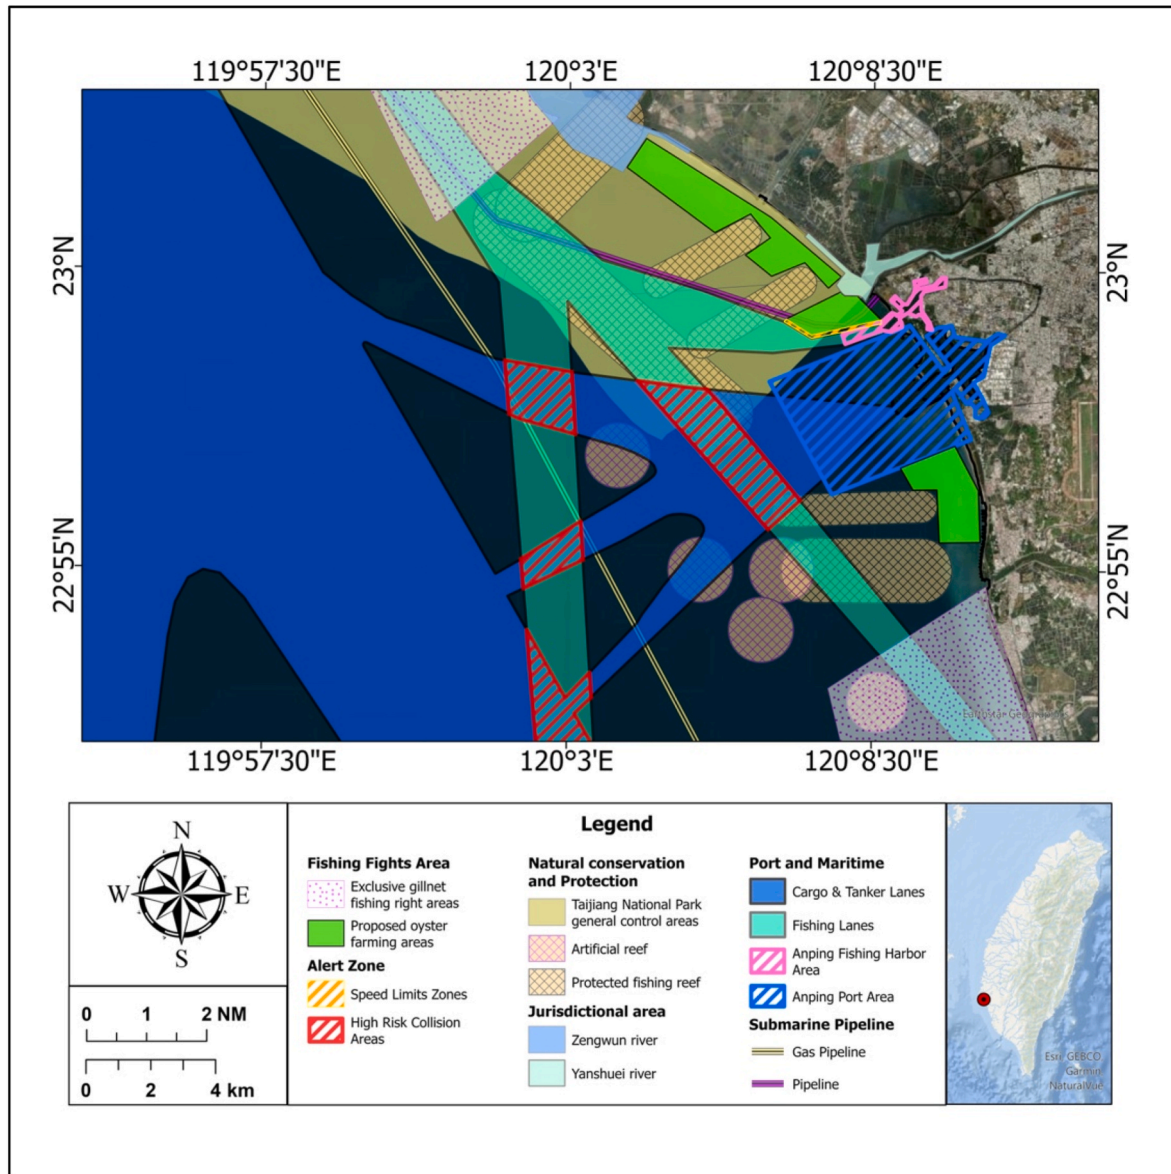 119°57'30"E 120°3'E 120°8'30"E
23°N 23°N
22°55'N 22°55'N
119°57'30"E 120°3'E 120°8'30"E
N
W E
S
0 1 2 NM
0 2 4 km
Legend
Fishing Fights Area
Exclusive gillnet
fishing right areas
Proposed oyster
farming areas
Alert Zone
Speed Limits Zones
High Risk Collision
Areas
Natural conservation
and Protection
Taijiang National Park
general control areas
Artificial reef
Protected fishing reef
Jurisdictional area
Zengwun river
Yanshuei river
Port and Maritime
Cargo & Tanker Lanes
Fishing Lanes
Anping Fishing Harbor
Area
Anping Port Area
Submarine Pipeline
Gas Pipeline
Pipeline
Esri, GEBCO,
Garmin,
NaturalVue